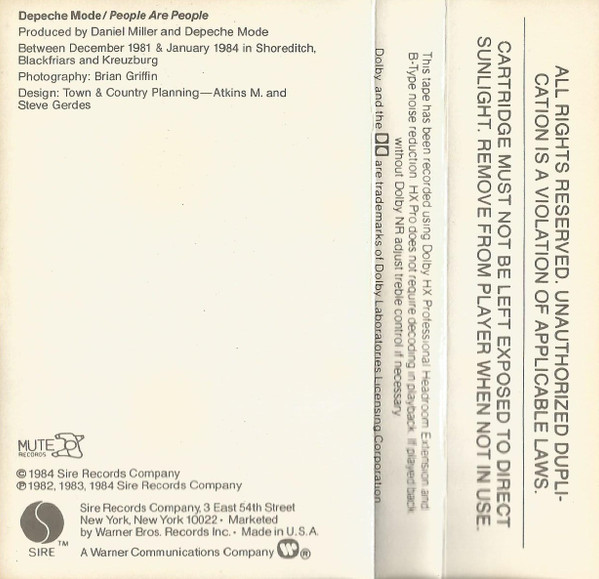 Depeche Mode/People Are People
Produced by Daniel Miller and Depeche Mode
Between December 1981 & January 1984 in Shoreditch,
Blackfriars and Kreuzburg
Photography: Brian Griffin
Design: Town & Country Planning—Atkins M. and
Steve Gerdes
MUTE
RECORDS
©1984 Sire Records Company
℗1982, 1983, 1984 Sire Records Company
SIRE™
Sire Records Company, 3 East 54th Street
New York, New York 10022 • Marketed
by Warner Bros. Records Inc. • Made in U.S.A.
A Warner Communications Company ®
This tape has been recorded using Dolby HX Professional Headroom Extension and
B-Type noise reduction HX Pro does not require decoding in playback If played back
without Dolby NR adjust treble control if necessary
Dolby and the are trademarks of Dolby Laboratories Licensing Corporation
ALL RIGHTS RESERVED. UNAUTHORIZED DUPLI-
CATION IS A VIOLATION OF APPLICABLE LAWS.
CARTRIDGE MUST NOT BE LEFT EXPOSED TO DIRECT
SUNLIGHT. REMOVE FROM PLAYER WHEN NOT IN USE.